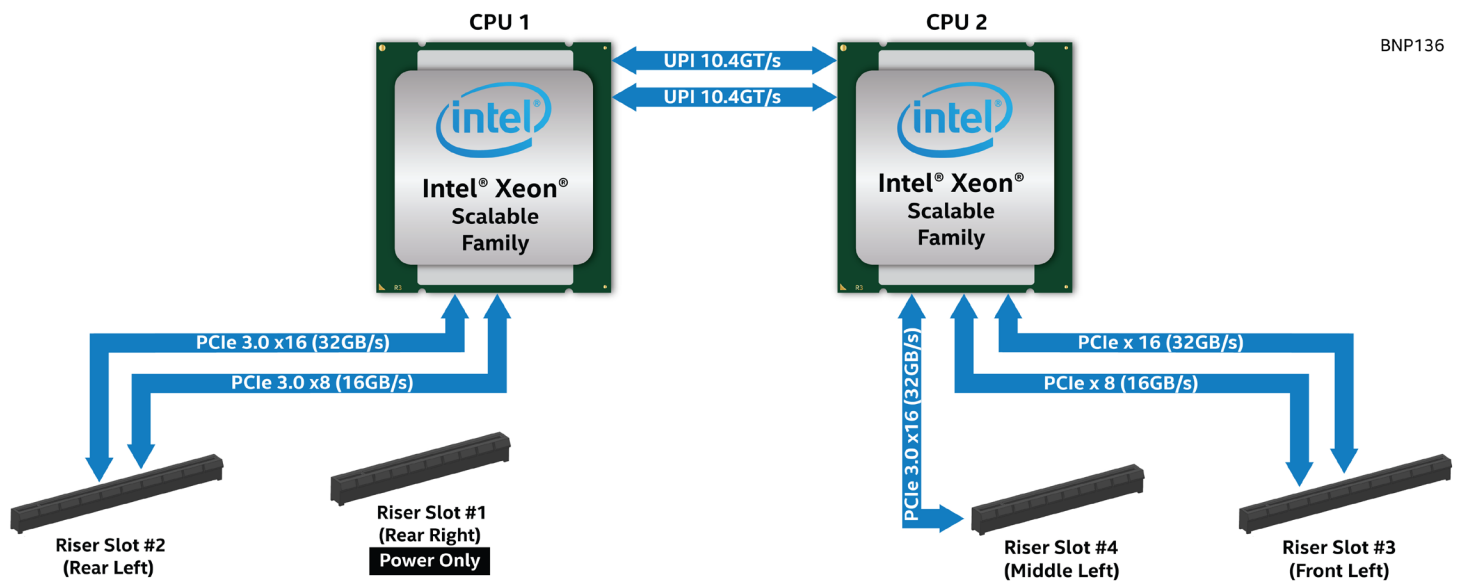 CPU 1
CPU 2
BNP136
UPI 10.4GT/s
UPI 10.4GT/s
intel®
Intel® Xeon®
Scalable
Family
R3
intel®
Intel® Xeon®
Scalable
Family
R3
PCIe 3.0 x16 (32GB/s)
PCIe 3.0 x8 (16GB/s)
PCIe 3.0 x16 (32GB/s)
PCIe x 16 (32GB/s)
PCIe x 8 (16GB/s)
Riser Slot #2
(Rear Left)
Riser Slot #1
(Rear Right)
Power Only
Riser Slot #4
(Middle Left)
Riser Slot #3
(Front Left)